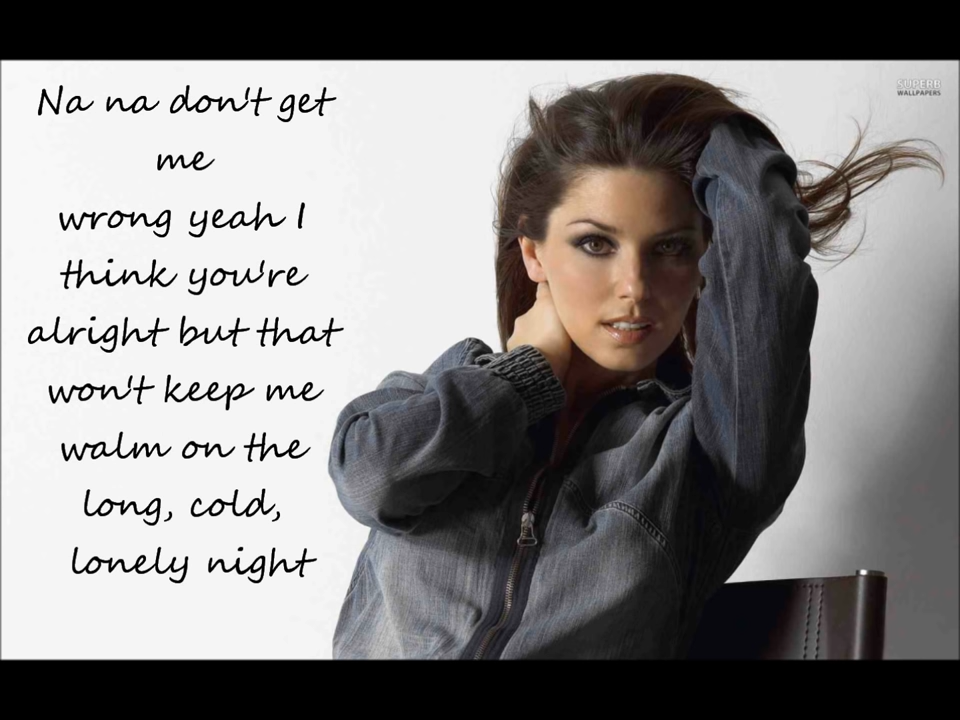 Na na don't get
me
wrong yeah I
think you're
alright but that
won't keep me
walm on the
long, cold,
lonely night
SUPERB
WALLPAPERS